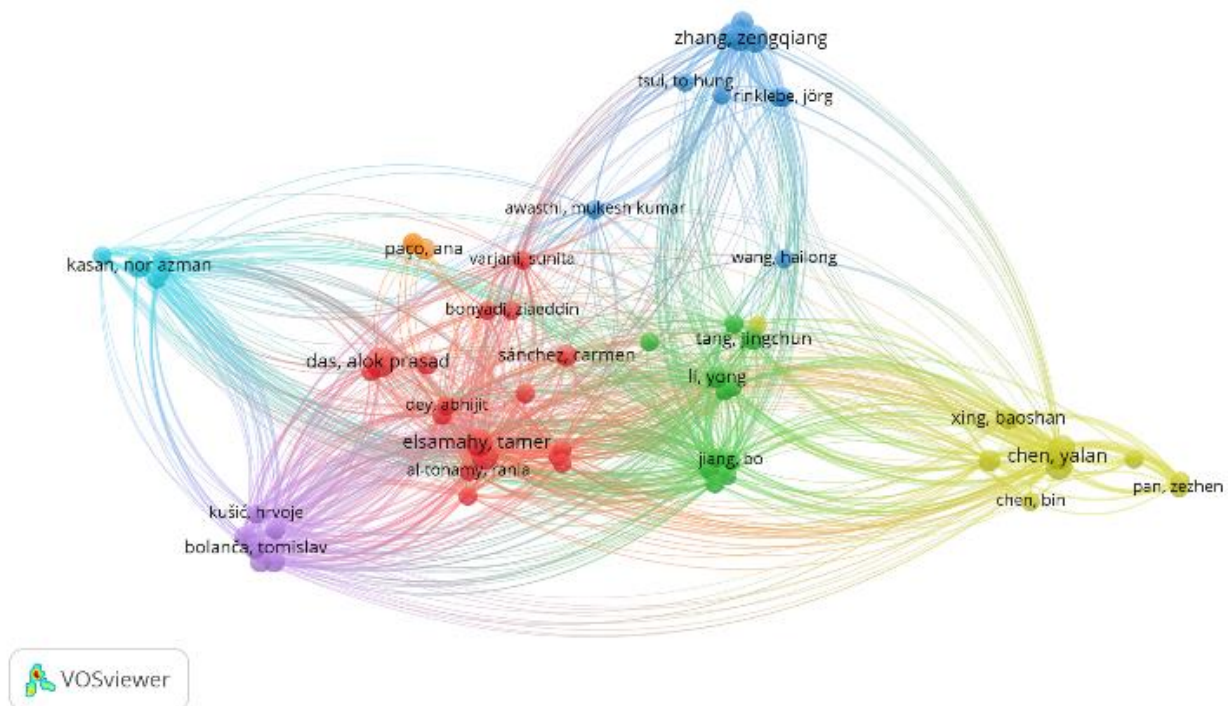 zhang, zengqiang
tsui, to hung
rinklebe, jörg
awasthi, mukesh kumar
paço, ana
varjani, sunita
wang, hailong
kasan, nor azman
bonyadi, ziaeddin
tang, jingchun
das, alok prasad
sánchez, carmen
li, yong
dey, abhijit
xing, baoshan
elsamahy, tamer
jiang, bo
chen, yalan
al-tohamy, rania
pan, zezhen
chen, bin
kušić, hrvoje
bolanča, tomislav
VOSviewer